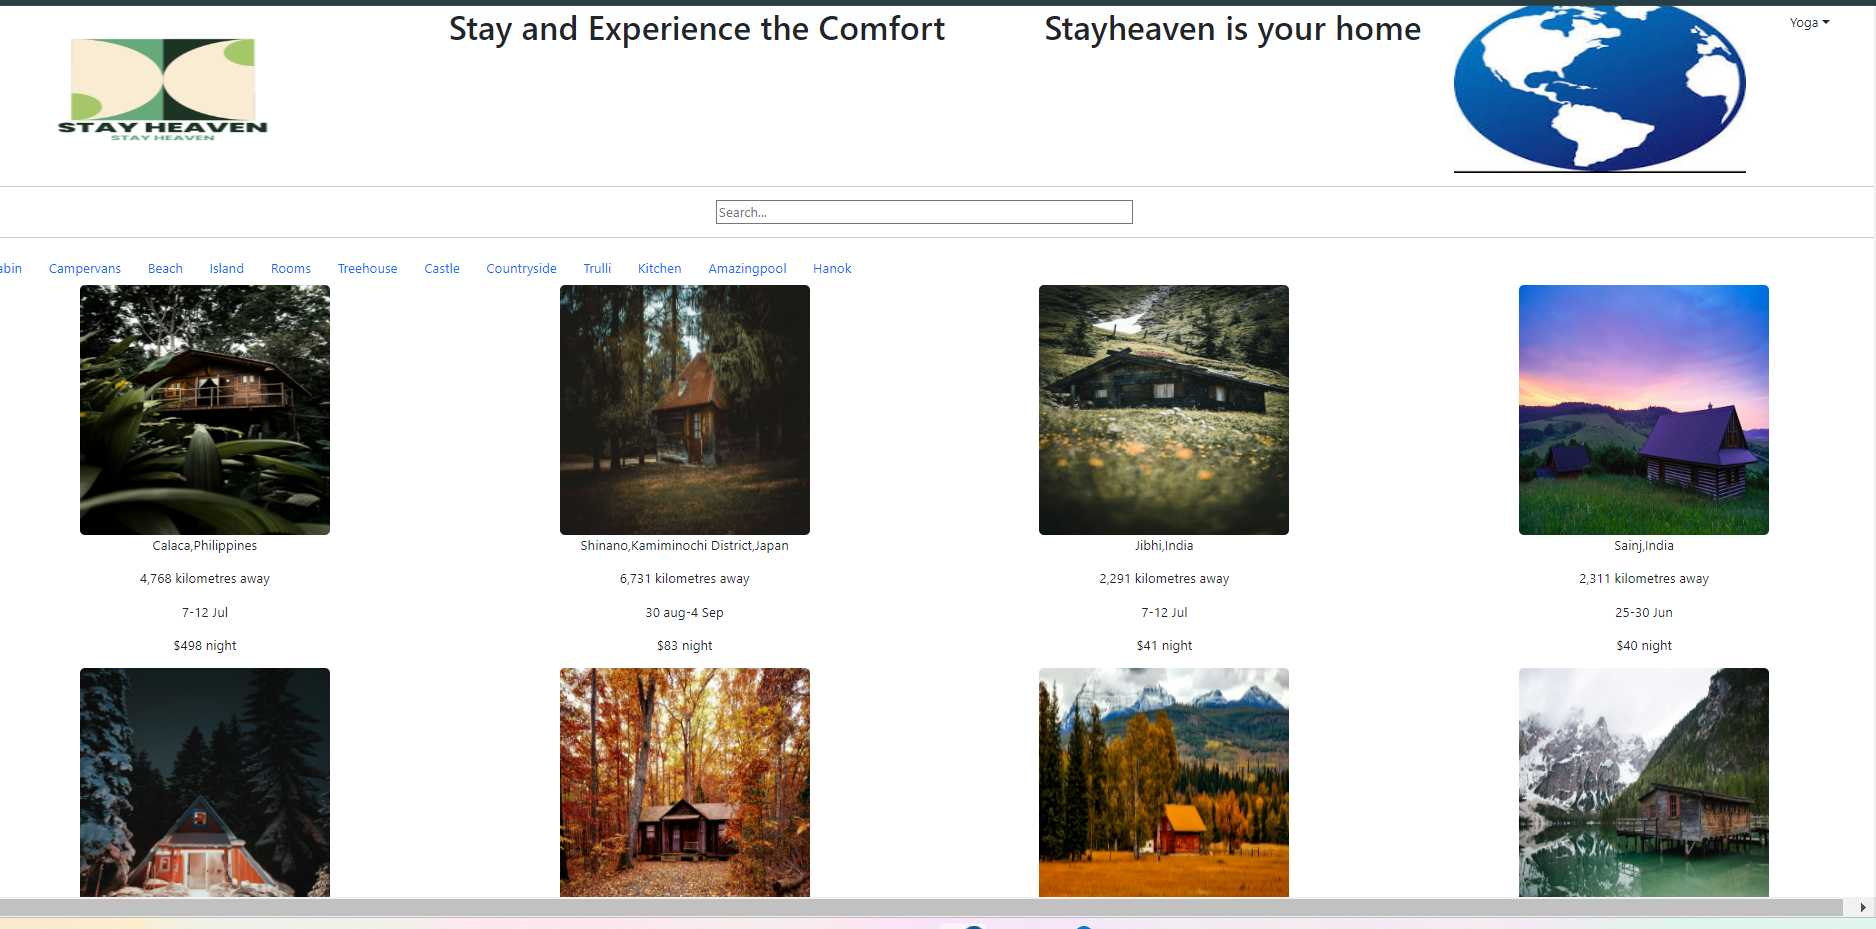 Stay and Experience the Comfort
Stayheaven is your home
Yoga
STAY HEAVEN
STAY HEAVEN
Search...
abin Campervans Beach Island Rooms Treehouse Castle Countryside Trulli Kitchen Amazingpool Hanok
Calaca,Philippines
4,768 kilometres away
7-12 Jul
$498 night
Shinano,Kamiminochi District,Japan
6,731 kilometres away
30 aug-4 Sep
$83 night
Jibhi,India
2,291 kilometres away
7-12 Jul
$41 night
Sainj,India
2,311 kilometres away
25-30 Jun
$40 night